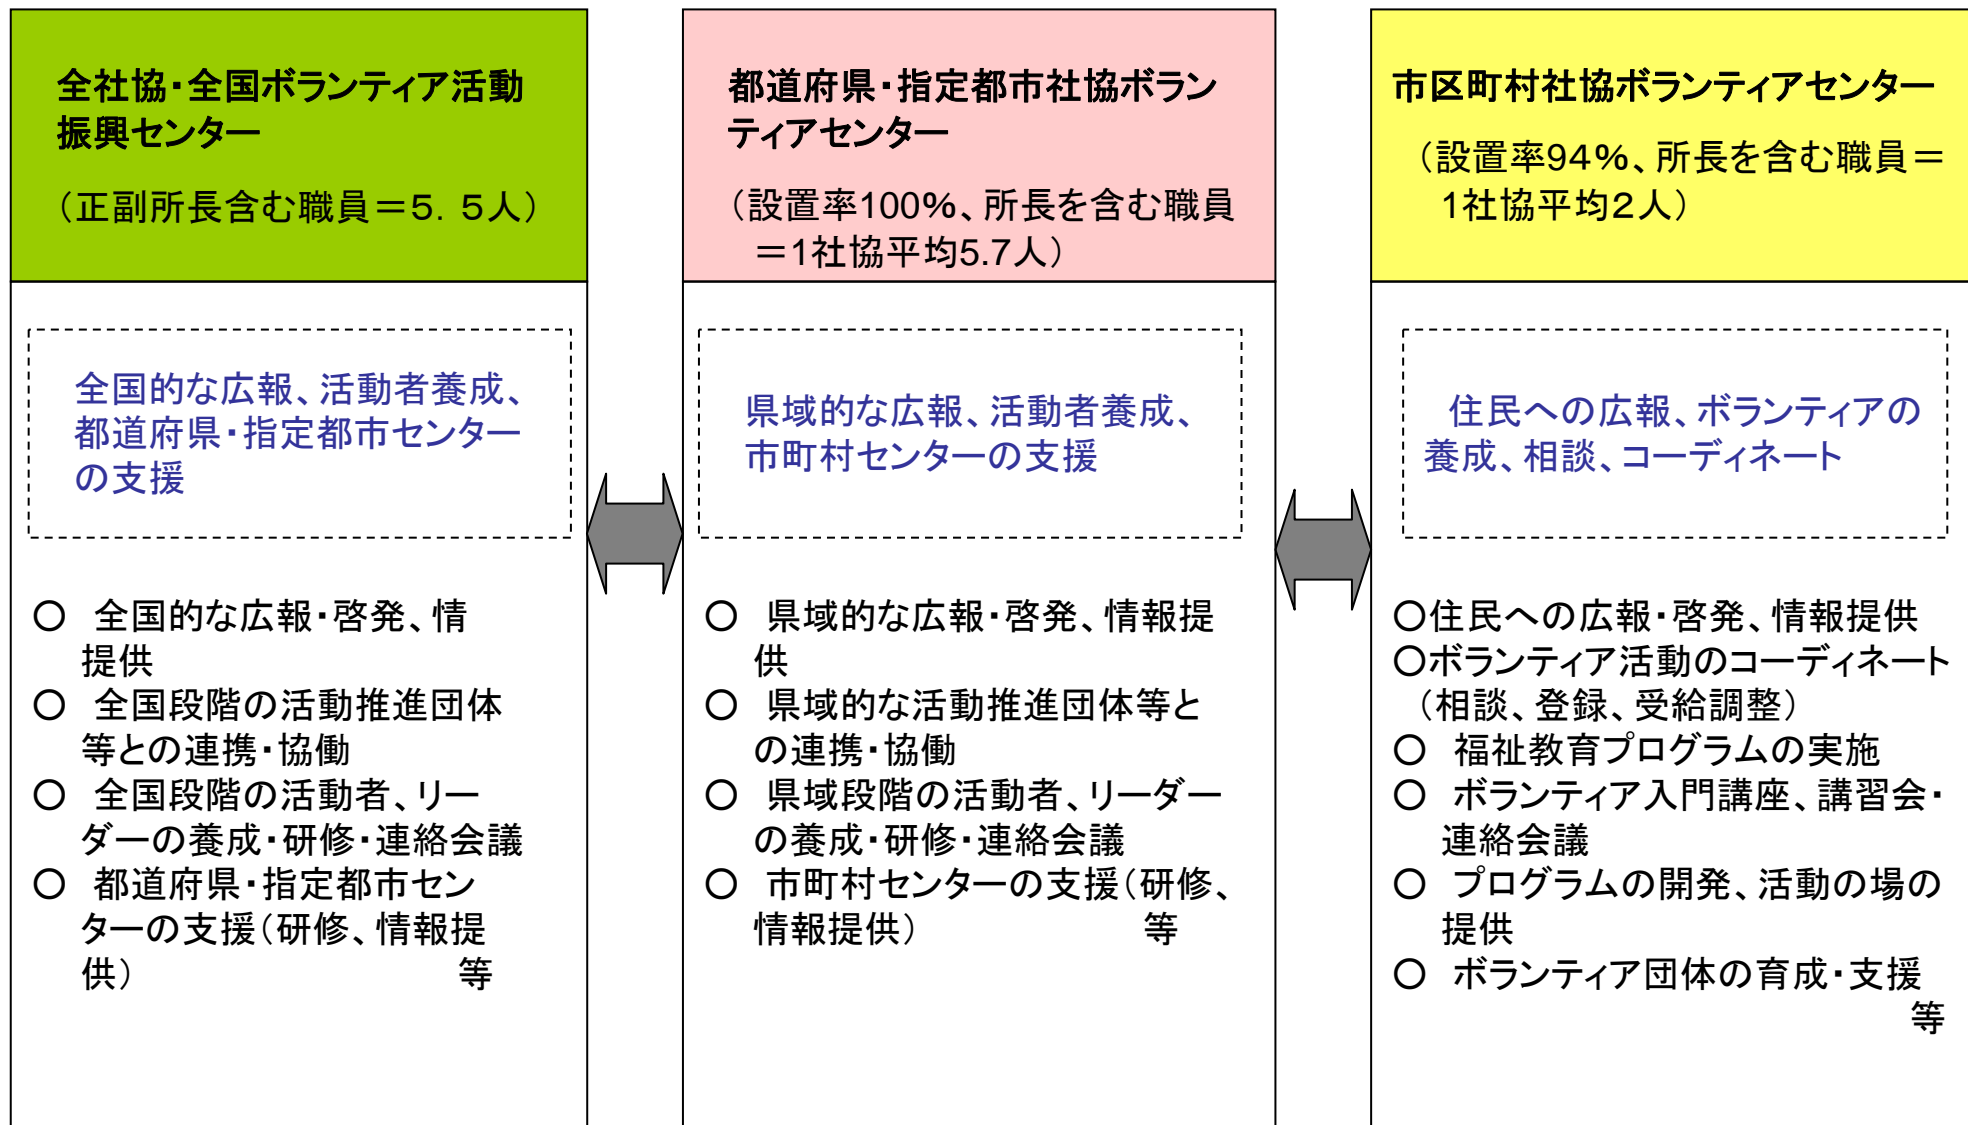 全社協・全国ボランティア活動
振興センター
（正副所長含む職員＝5．5人）
全国的な広報、活動者養成、
都道府県・指定都市センター
の支援
○　全国的な広報・啓発、情
提供
○　全国段階の活動推進団体
等との連携・協働
○　全国段階の活動者、リー
ダーの養成・研修・連絡会議
○　都道府県・指定都市セン
ターの支援（研修、情報提
供）　　　　　　　　　等
都道府県・指定都市社協ボラン
ティアセンター
（設置率100％、所長を含む職員
＝1社協平均5.7人）
県域的な広報、活動者養成、
市町村センターの支援
○　県域的な広報・啓発、情報提
供
○　県域的な活動推進団体等と
の連携・協働
○　県域段階の活動者、リーダー
の養成・研修・連絡会議
○　市町村センターの支援（研修、
情報提供）　　　　　　等
市区町村社協ボランティアセンター
（設置率94％、所長を含む職員＝
1社協平均2人）
住民への広報、ボランティアの
養成、相談、コーディネート
○住民への広報・啓発、情報提供
○ボランティア活動のコーディネート
（相談、登録、受給調整）
○　福祉教育プログラムの実施
○　ボランティア入門講座、講習会・
連絡会議
○　プログラムの開発、活動の場の
提供
○　ボランティア団体の育成・支援
等